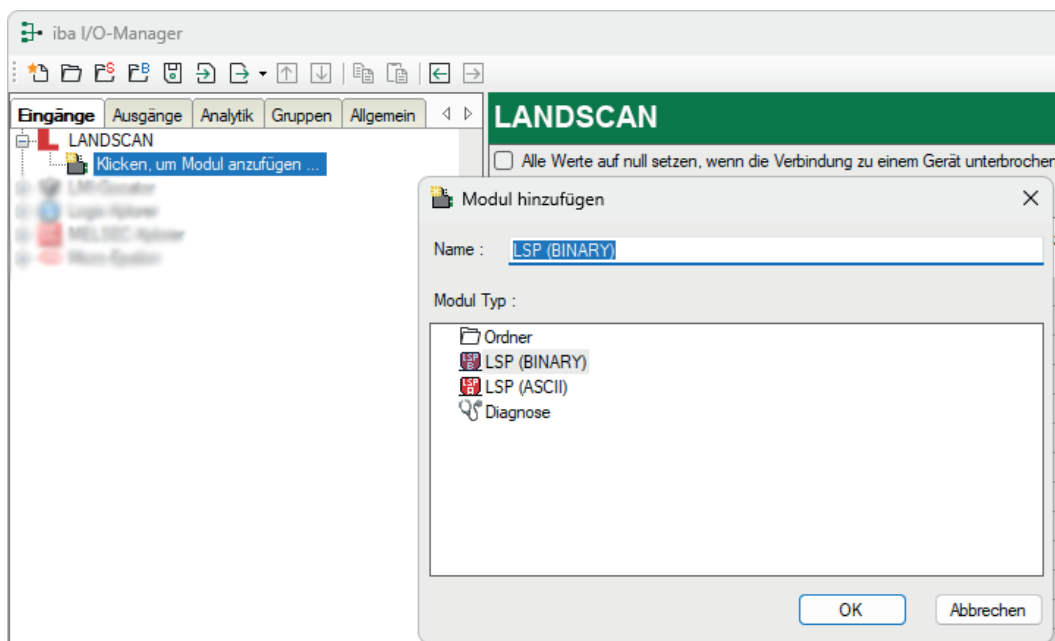 iba I/O-Manager
Eingänge Ausgänge Analytik Gruppen Allgemein
LANDSCAN
Klicken, um Modul anzufügen ...
LANDSCAN
Alle Werte auf null setzen, wenn die Verbindung zu einem Gerät unterbrochen
Modul hinzufügen
Name : LSP (BINARY)
Modul Typ :
Ordner
LSP (BINARY)
LSP (ASCII)
Diagnose
OK Abbrechen